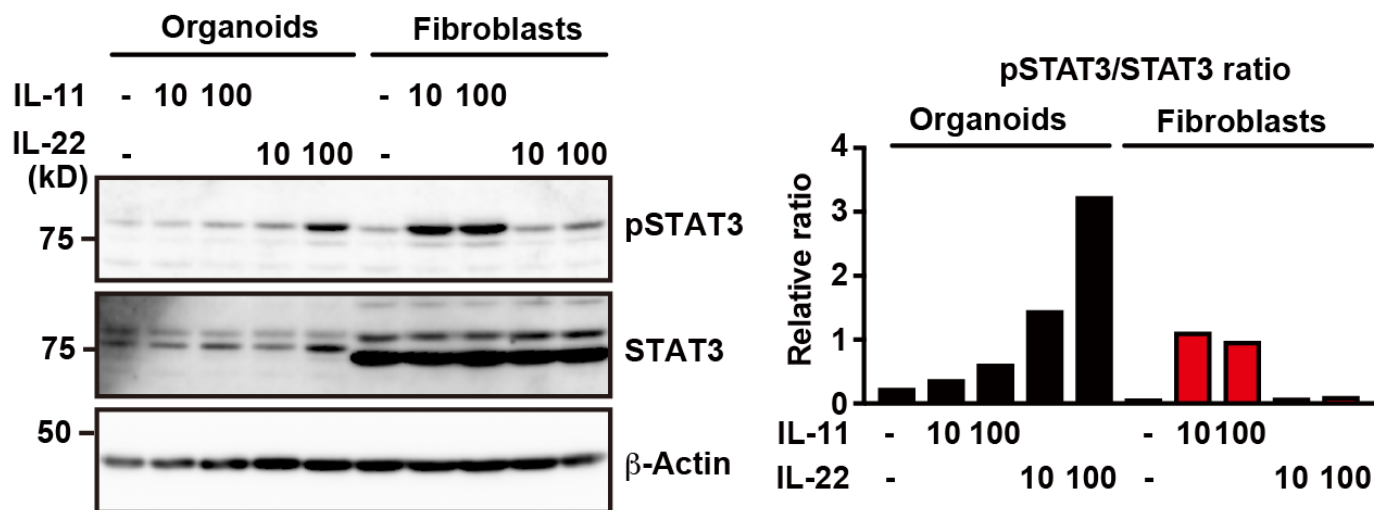 Organoids Fibroblasts
IL-11 - 10 100 - 10 100
IL-22 - 10 100 - 10 100
(kD)
75 pSTAT3
75 STAT3
50
β-Actin
pSTAT3/STAT3 ratio
Organoids Fibroblasts
Relative ratio
4
3
2
1
0
IL-11 - 10 100 - 10 100
IL-22 - 10 100 - 10 100